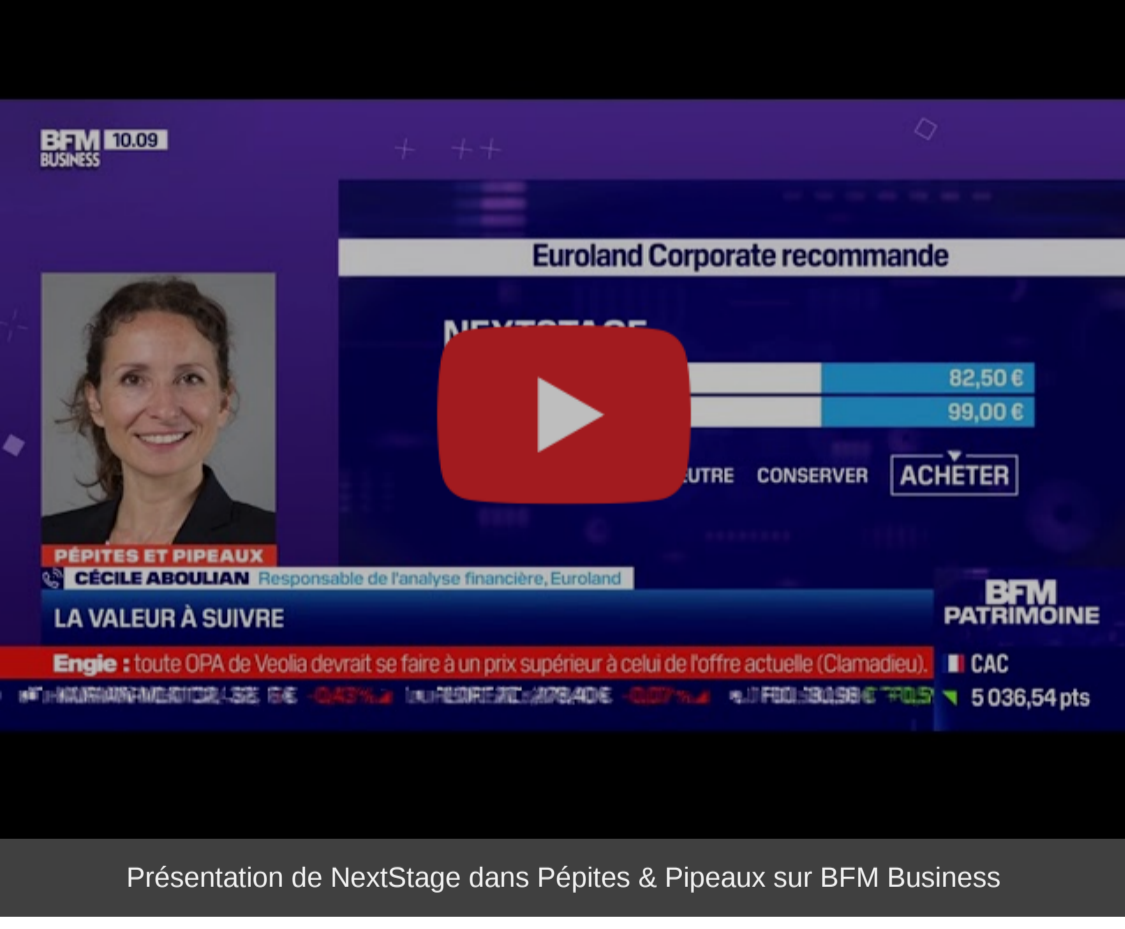 BFM 10.09
BUSINESS
Euroland Corporate recommande
NEXTSTAGE
82,50 €
99,00 €
CONSERVER ACHETER
PÉPITES ET PIPEAUX
CÉCILE ABOULIAN Responsable de l'analyse financière, Euroland
LA VALEUR À SUIVRE
BFM
PATRIMOINE
Engie : toute OPA de Veolia devrait se faire à un prix supérieur à celui de l'offre actuelle (Clamadieu).
CAC
5 036,54 pts
Présentation de NextStage dans Pépites & Pipeaux sur BFM Business